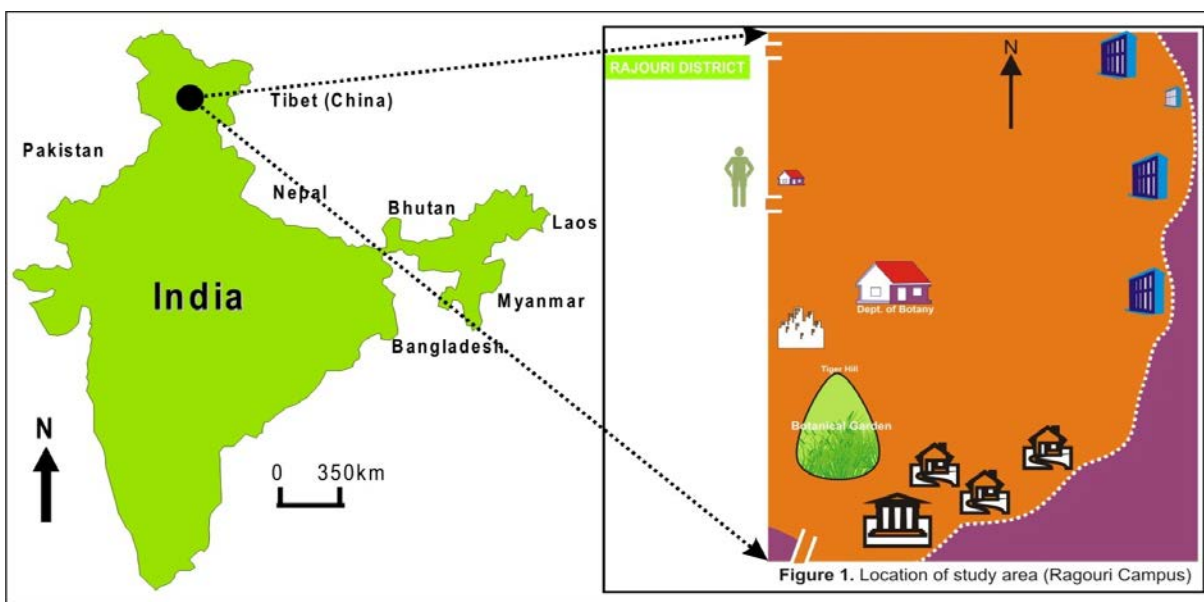 Tibet (China)
Pakistan
Nepal
Bhutan
Laos
India
Myanmar
Bangladesh
N
0 350km
RAJOURI DISTRICT
N
Dept. of Botany
Tiger Hill
Botanical Garden
Figure 1. Location of study area (Ragouri Campus)